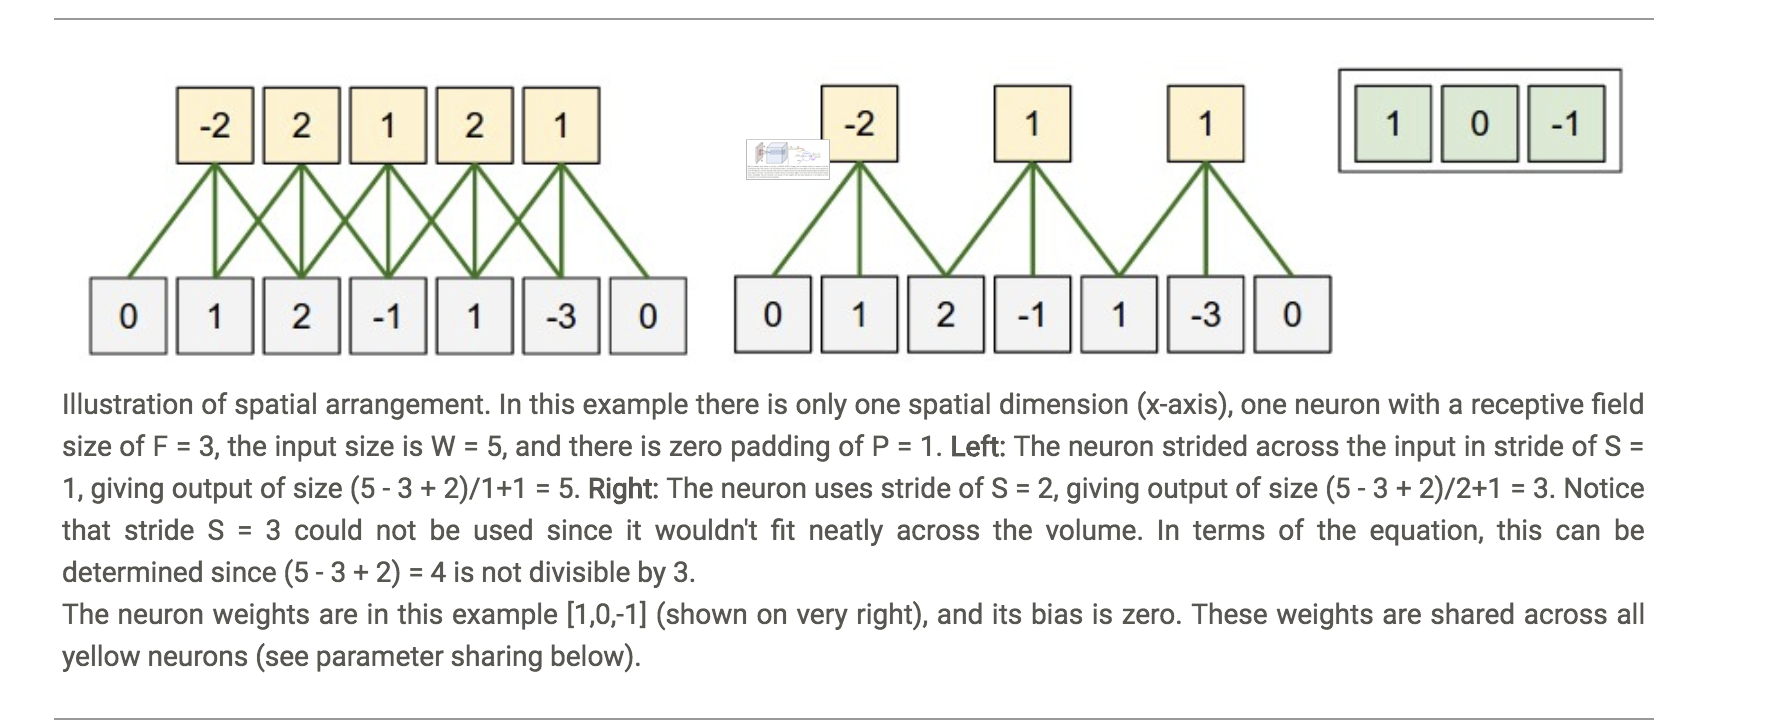 -2 2 1 2 1
-2 1 1
1 0 -1
0 1 2 -1 1 -3 0
0 1 2 -1 1 -3 0
Illustration of spatial arrangement. In this example there is only one spatial dimension (x-axis), one neuron with a receptive field
size of F = 3, the input size is W = 5, and there is zero padding of P = 1. Left: The neuron strided across the input in stride of S =
1, giving output of size (5 - 3 + 2)/1+1 = 5. Right: The neuron uses stride of S = 2, giving output of size (5 - 3 + 2)/2+1 = 3. Notice
that stride S = 3 could not be used since it wouldn't fit neatly across the volume. In terms of the equation, this can be
determined since (5 - 3 + 2) = 4 is not divisible by 3.
The neuron weights are in this example [1,0,-1] (shown on very right), and its bias is zero. These weights are shared across all
yellow neurons (see parameter sharing below).